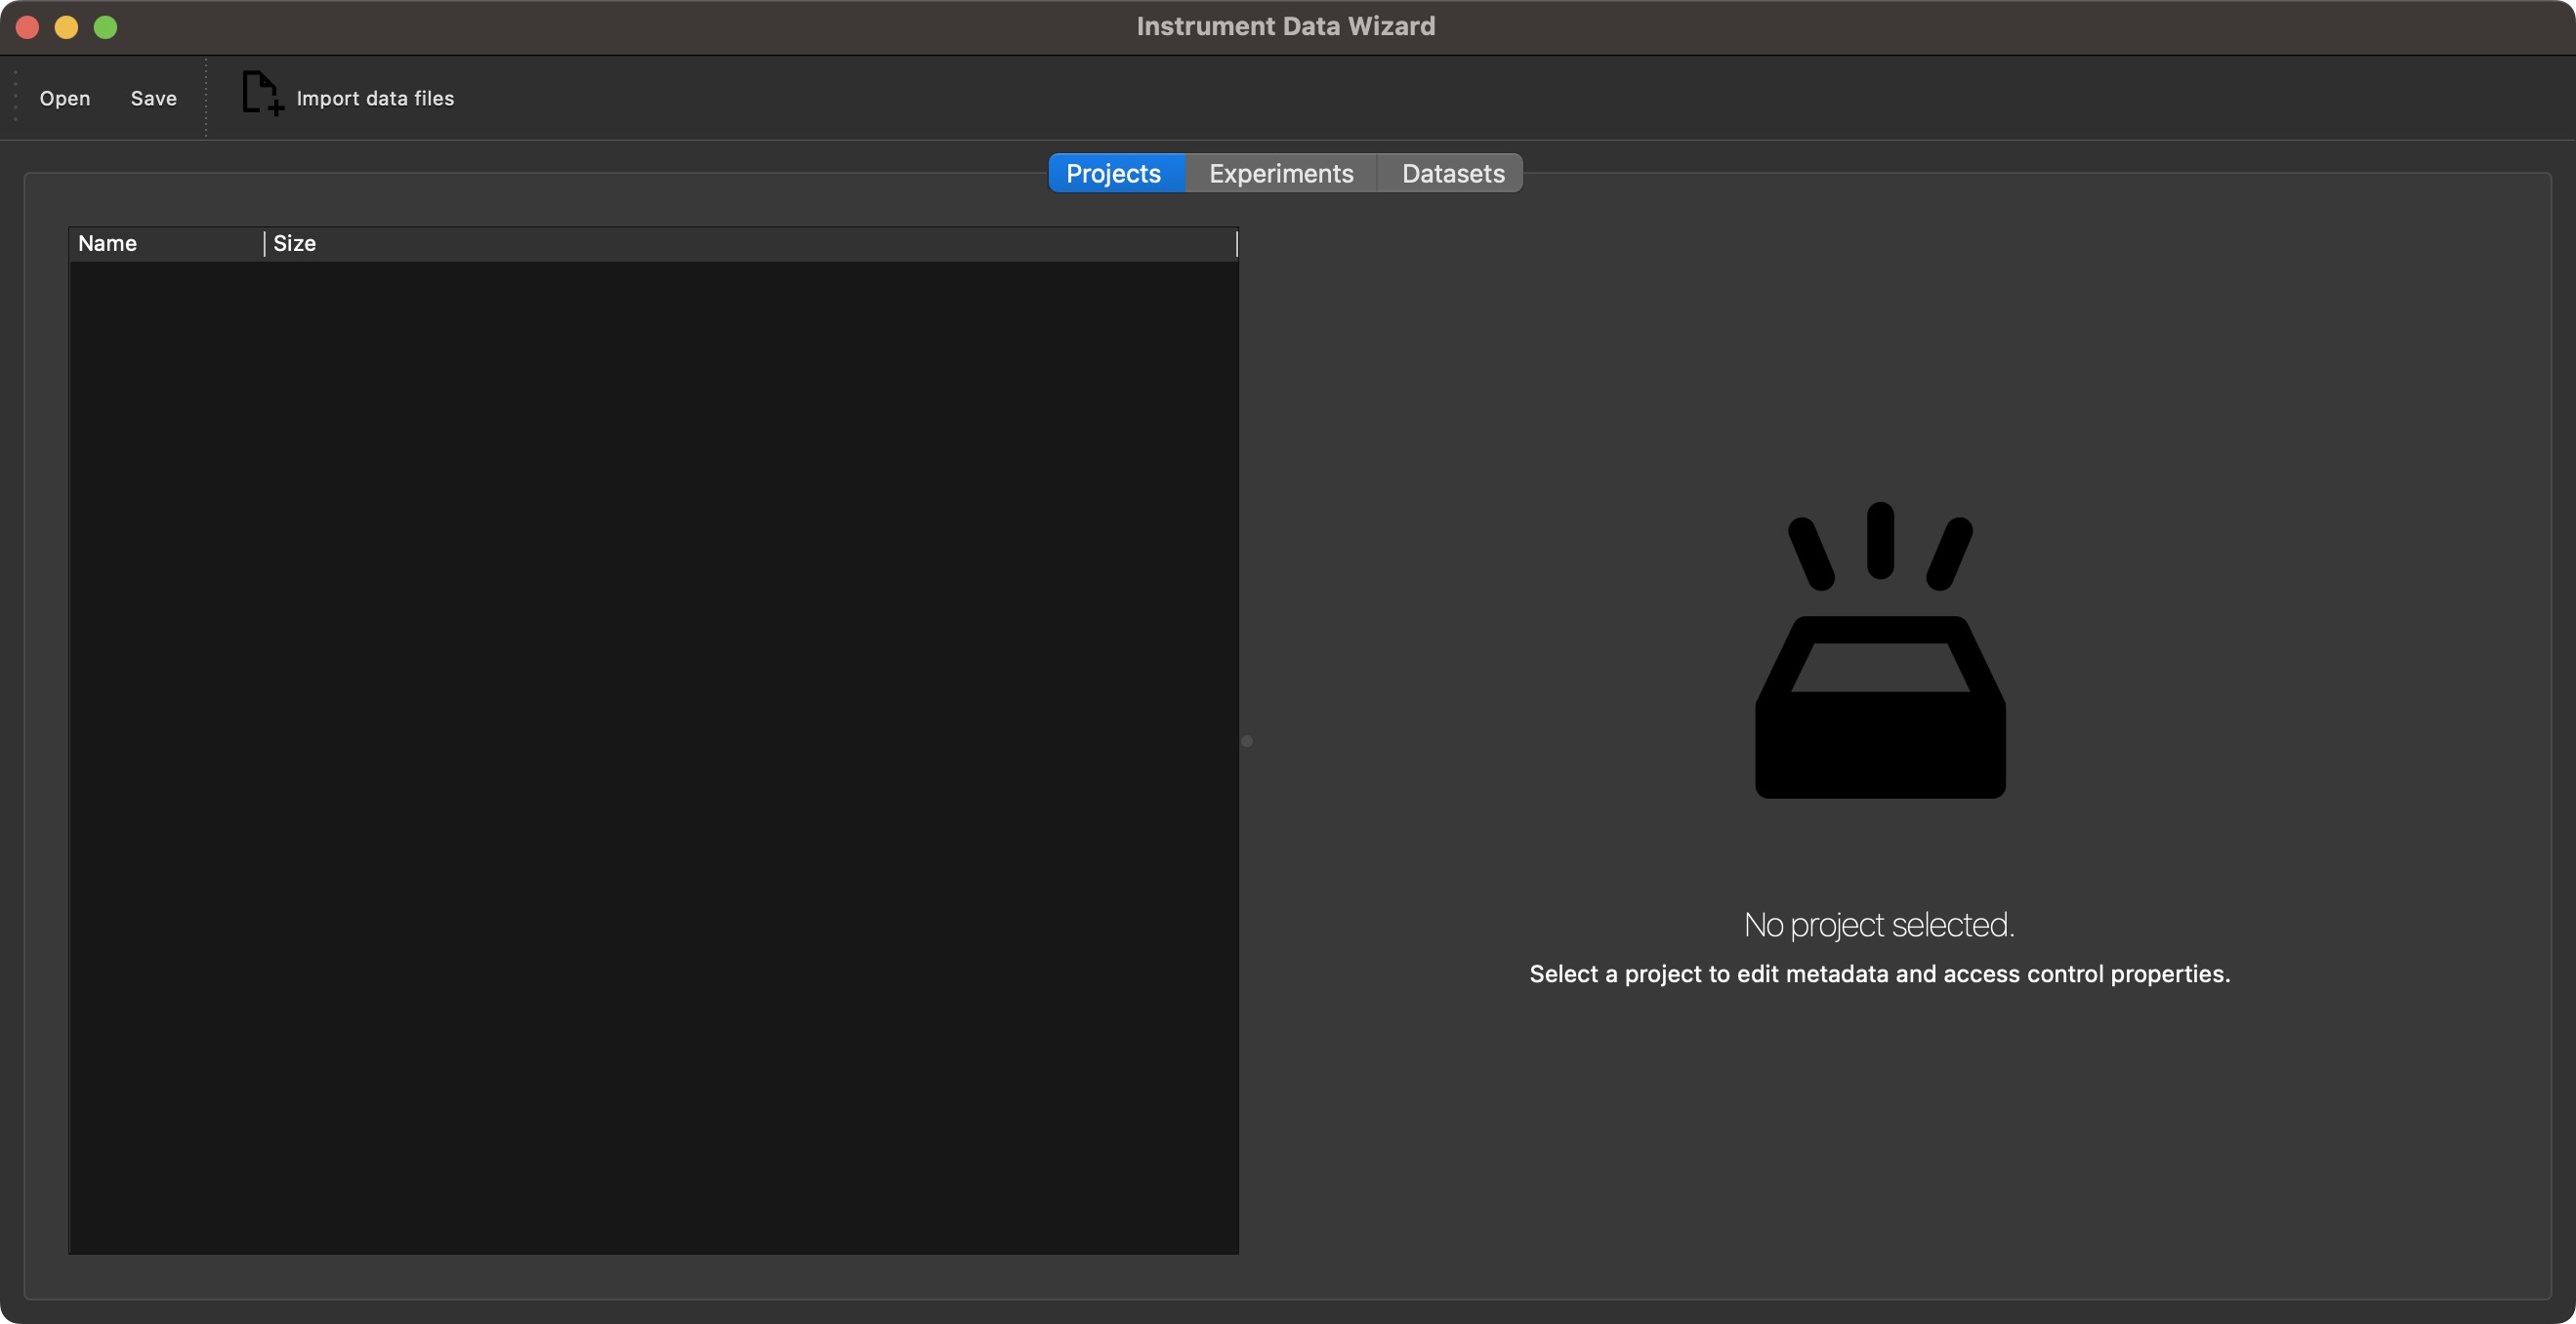 Instrument Data Wizard
Open Save Import data files
Projects Experiments Datasets
Name Size
No project selected.
Select a project to edit metadata and access control properties.